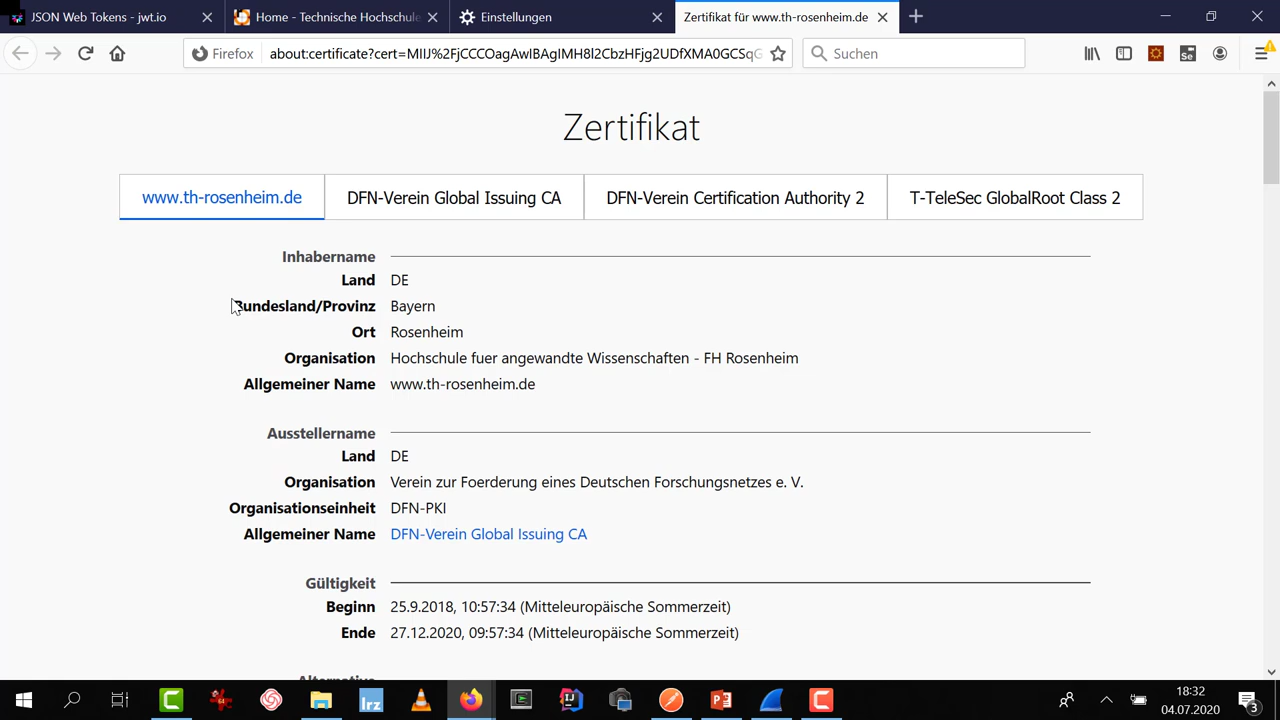 JSON Web Tokens - jwt.io
Home - Technische Hochschule
Einstellungen
Zertifikat für www.th-rosenheim.de
Firefox
Suchen
Zertifikat
www.th-rosenheim.de
DFN-Verein Global Issuing CA
DFN-Verein Certification Authority 2
T-TeleSec GlobalRoot Class 2
Inhabername
Land DE
Bundesland/Provinz Bayern
Ort Rosenheim
Organisation Hochschule fuer angewandte Wissenschaften - FH Rosenheim
Allgemeiner Name www.th-rosenheim.de
Ausstellername
Land DE
Organisation Verein zur Foerderung eines Deutschen Forschungsnetzes e. V.
Organisationseinheit DFN-PKI
Allgemeiner Name DFN-Verein Global Issuing CA
Gültigkeit
Beginn 25.9.2018, 10:57:34 (Mitteleuropäische Sommerzeit)
Ende 27.12.2020, 09:57:34 (Mitteleuropäische Sommerzeit)
lrz
18:32
04.07.2020
3